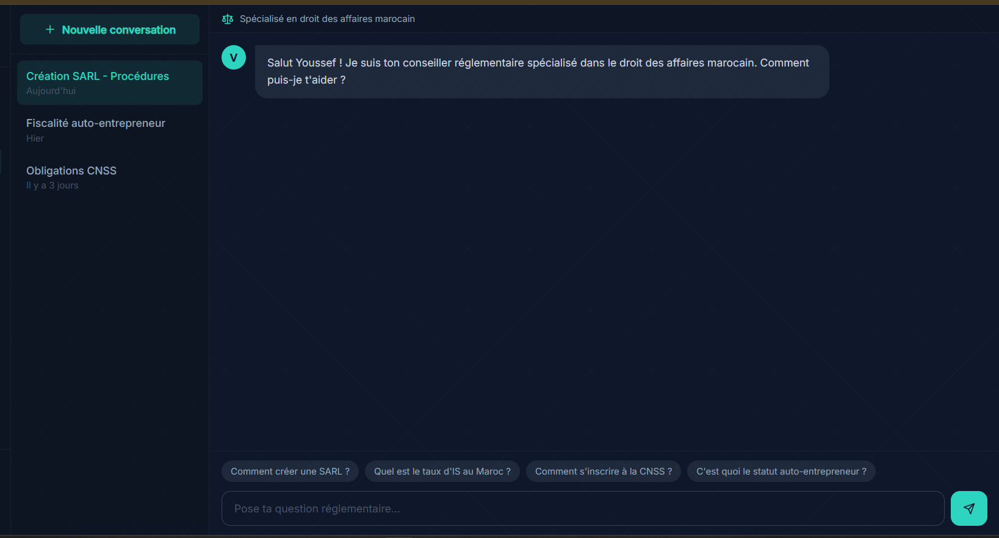 + Nouvelle conversation
Création SARL - Procédures
Aujourd'hui
Fiscalité auto-entrepreneur
Hier
Obligations CNSS
Il y a 3 jours
Spécialisé en droit des affaires marocain
V
Salut Youssef ! Je suis ton conseiller réglementaire spécialisé dans le droit des affaires marocain. Comment
puis-je t'aider ?
Comment créer une SARL ?
Quel est le taux d'IS au Maroc ?
Comment s'inscrire à la CNSS ?
C'est quoi le statut auto-entrepreneur ?
Pose ta question réglementaire...